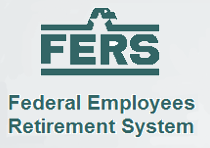 FERS
Federal Employees
Retirement System